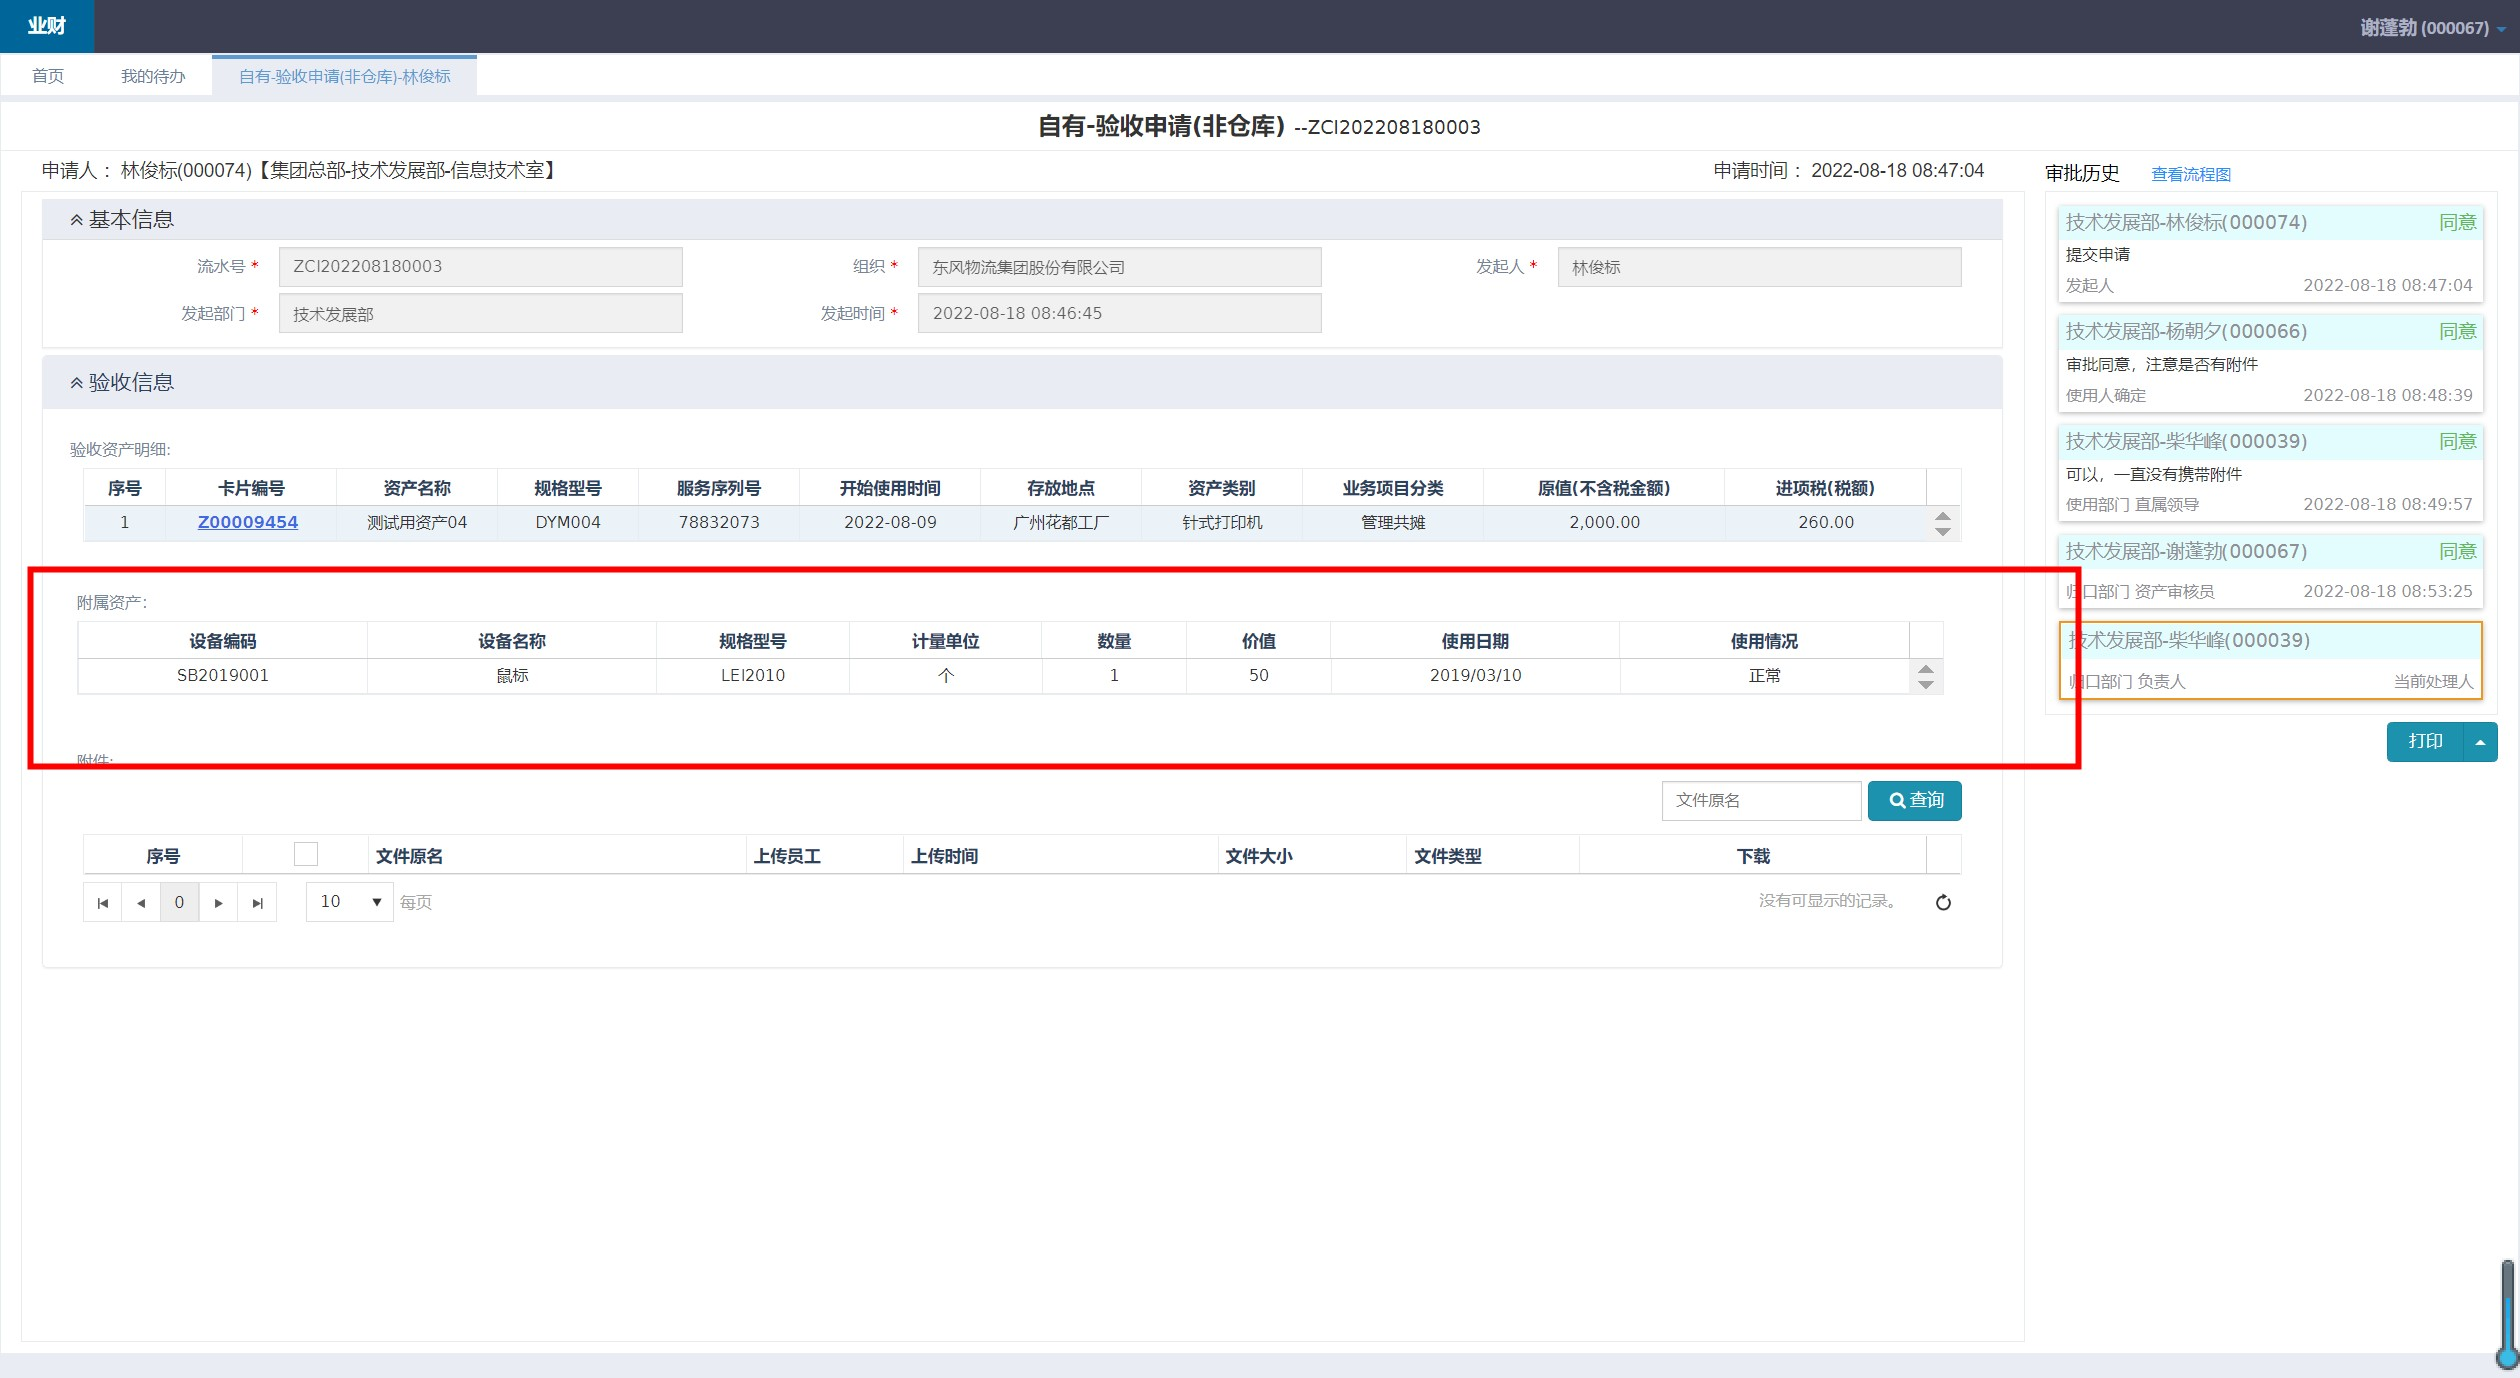 业财
谢蓬勃 (000067)
首页 我的待办 自有-验收申请(非仓库)-林俊标
自有-验收申请(非仓库) --ZCI202208180003
申请人： 林俊标(000074)【集团总部-技术发展部-信息技术室】 申请时间： 2022-08-18 08:47:04
基本信息
流水号 * ZCI202208180003 组织 * 东风物流集团股份有限公司 发起人 * 林俊标
发起部门 * 技术发展部 发起时间 * 2022-08-18 08:46:45
验收信息
验收资产明细:
序号 卡片编号 资产名称 规格型号 服务序列号 开始使用时间 存放地点 资产类别 业务项目分类 原值(不含税金额) 进项税(税额)
1 Z00009454 测试用资产04 DYM004 78832073 2022-08-09 广州花都工厂 针式打印机 管理共摊 2,000.00 260.00
附属资产:
设备编码 设备名称 规格型号 计量单位 数量 价值 使用日期 使用情况
SB2019001 鼠标 LEI2010 个 1 50 2019/03/10 正常
附件:
文件原名 查询
序号 文件原名 上传员工 上传时间 文件大小 文件类型 下载
0 10 每页 没有可显示的记录。
审批历史 查看流程图
技术发展部-林俊标(000074) 同意
提交申请
发起人 2022-08-18 08:47:04
技术发展部-杨朝夕(000066) 同意
审批同意，注意是否有附件
使用人确定 2022-08-18 08:48:39
技术发展部-柴华峰(000039) 同意
可以，一直没有携带附件
使用部门 直属领导 2022-08-18 08:49:57
技术发展部-谢蓬勃(000067) 同意
归口部门 资产审核员 2022-08-18 08:53:25
技术发展部-柴华峰(000039)
归口部门 负责人 当前处理人
打印